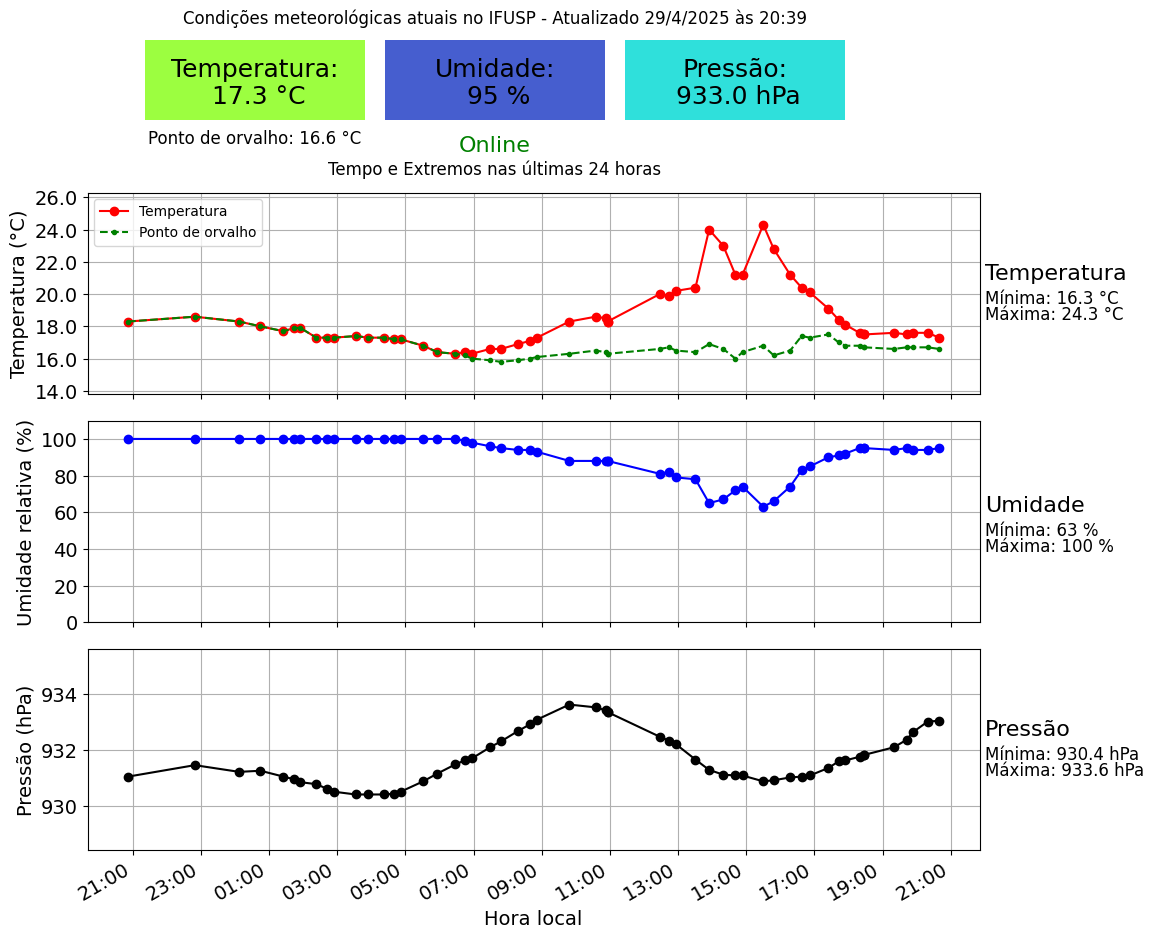 Condições meteorológicas atuais no IFUSP - Atualizado 29/4/2025 às 20:39
Temperatura:
17.3 °C
Umidade:
95 %
Pressão:
933.0 hPa
Ponto de orvalho: 16.6 °C
Online
Tempo e Extremos nas últimas 24 horas
Temperatura (°C)
26.0
24.0
22.0
20.0
18.0
16.0
14.0
Temperatura
Ponto de orvalho
Temperatura
Mínima: 16.3 °C
Máxima: 24.3 °C
Umidade relativa (%)
100
80
60
40
20
0
Umidade
Mínima: 63 %
Máxima: 100 %
Pressão (hPa)
934
932
930
Pressão
Mínima: 930.4 hPa
Máxima: 933.6 hPa
21:00 23:00 01:00 03:00 05:00 07:00 09:00 11:00 13:00 15:00 17:00 19:00 21:00
Hora local